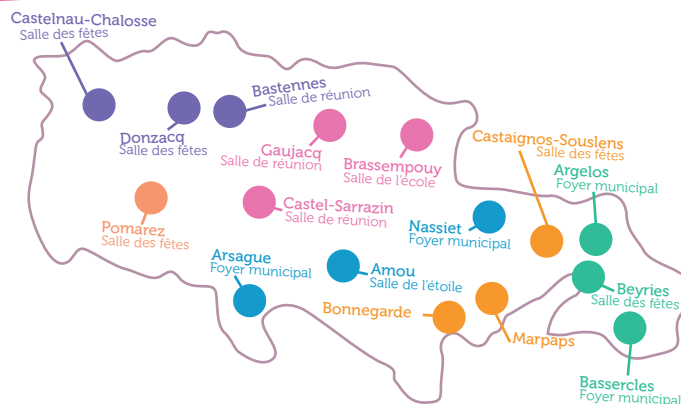 Castelnau-Chalosse
Salle des fêtes
Bastennes
Salle de réunion
Donzacq
Salle des fêtes
Gaujacq
Salle de réunion
Brassempouy
Salle de l'école
Castaignos-Souslens
Salle des fêtes
Argelos
Foyer municipal
Pomarez
Salle des fêtes
Castel-Sarrazin
Salle de réunion
Nassiet
Foyer municipal
Arsague
Foyer municipal
Amou
Salle de l'étoile
Beyries
Salle des fêtes
Bonnegarde
Marpaps
Bassercles
Foyer municipal